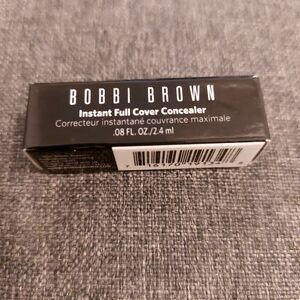 BOBBI BROWN
Instant Full Cover Concealer
Correcteur instantané couvrance maximale
.08 FL. OZ./2.4 ml